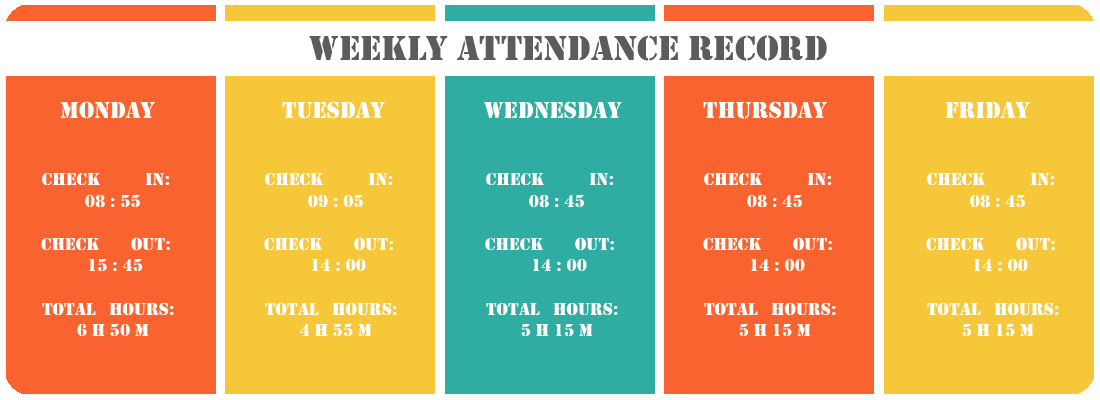 WEEKLY ATTENDANCE RECORD
MONDAY
CHECK IN:
08 : 55
CHECK OUT:
15 : 45
TOTAL HOURS:
6 H 50 M
TUESDAY
CHECK IN:
09 : 05
CHECK OUT:
14 : 00
TOTAL HOURS:
4 H 55 M
WEDNESDAY
CHECK IN:
08 : 45
CHECK OUT:
14 : 00
TOTAL HOURS:
5 H 15 M
THURSDAY
CHECK IN:
08 : 45
CHECK OUT:
14 : 00
TOTAL HOURS:
5 H 15 M
FRIDAY
CHECK IN:
08 : 45
CHECK OUT:
14 : 00
TOTAL HOURS:
5 H 15 M